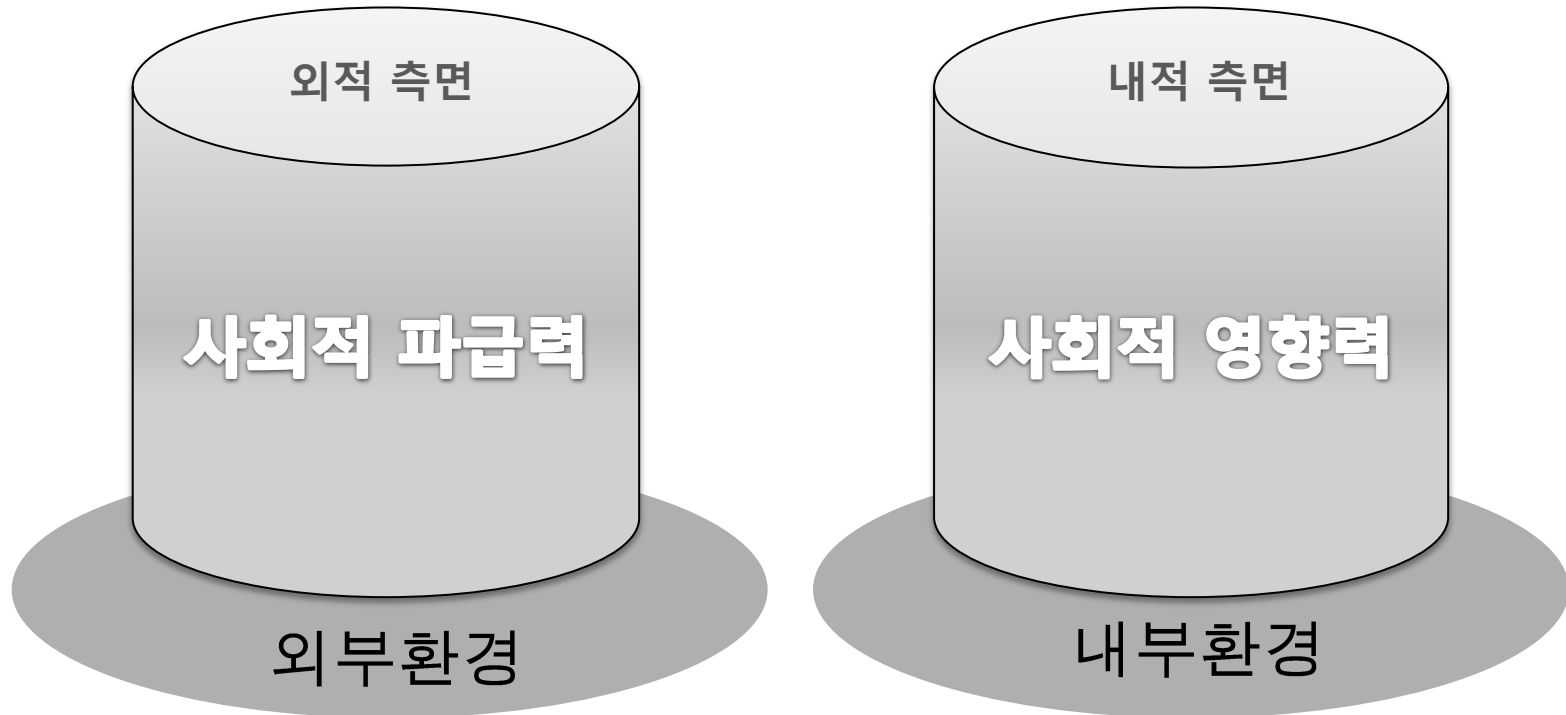 외적 측면
사회적 파급력
외부환경
내적 측면
사회적 영향력
내부환경